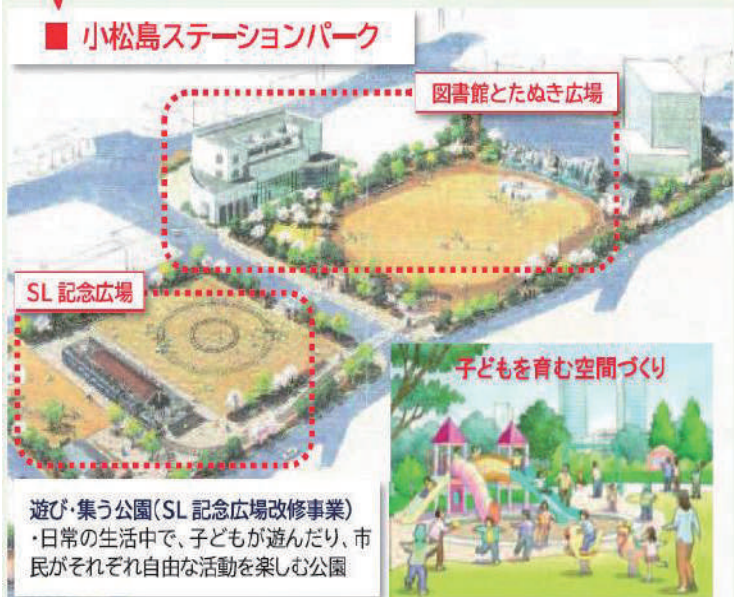 ■ 小松島ステーションパーク
図書館とたぬき広場
SL 記念広場
子どもを育む空間づくり
遊び・集う公園(SL 記念広場改修事業)
・日常の生活中で、子どもが遊んだり、市
民がそれぞれ自由な活動を楽しむ公園